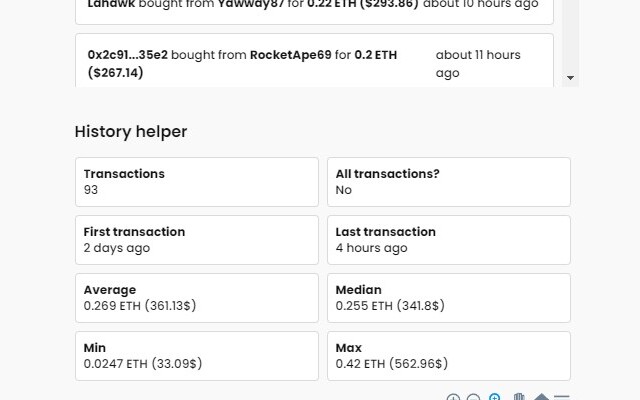 Lahawk bought from Yawway87 for 0.22 ETH ($293.86) about 10 hours ago
0x2c91...35e2 bought from RocketApe69 for 0.2 ETH ($267.14) about 11 hours ago
History helper
Transactions
93
All transactions?
No
First transaction
2 days ago
Last transaction
4 hours ago
Average
0.269 ETH (361.13$)
Median
0.255 ETH (341.8$)
Min
0.0247 ETH (33.09$)
Max
0.42 ETH (562.96$)